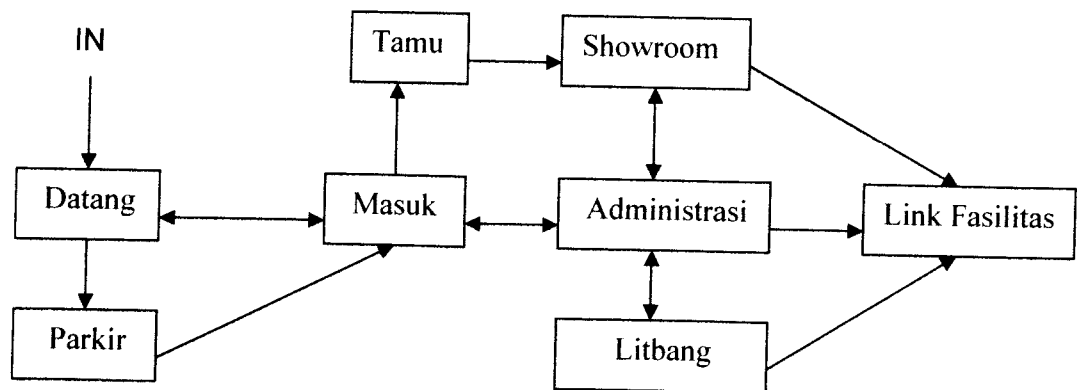 IN
Tamu
Showroom
Datang
Masuk
Administrasi
Link Fasilitas
Parkir
Litbang